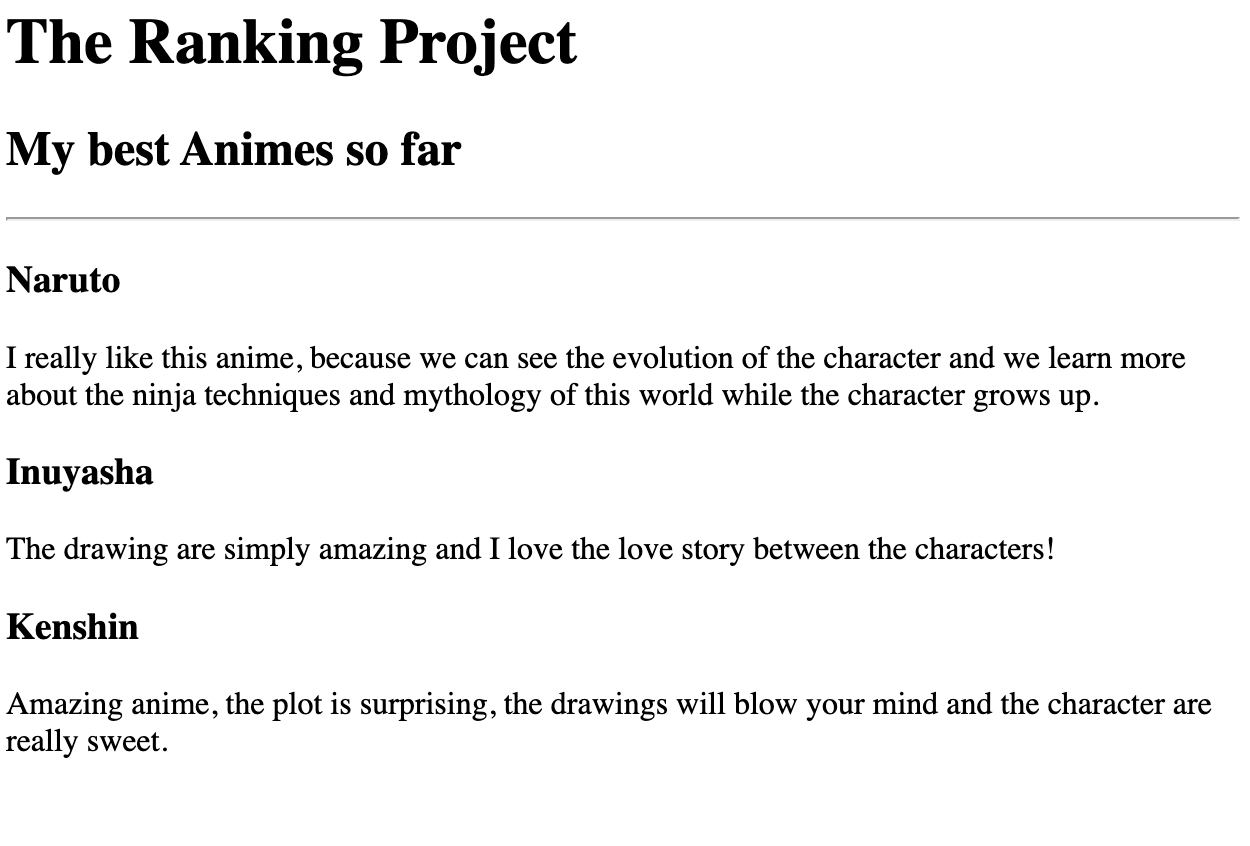 The Ranking Project
My best Animes so far
Naruto
I really like this anime, because we can see the evolution of the character and we learn more
about the ninja techniques and mythology of this world while the character grows up.
Inuyasha
The drawing are simply amazing and I love the love story between the characters!
Kenshin
Amazing anime, the plot is surprising, the drawings will blow your mind and the character are
really sweet.